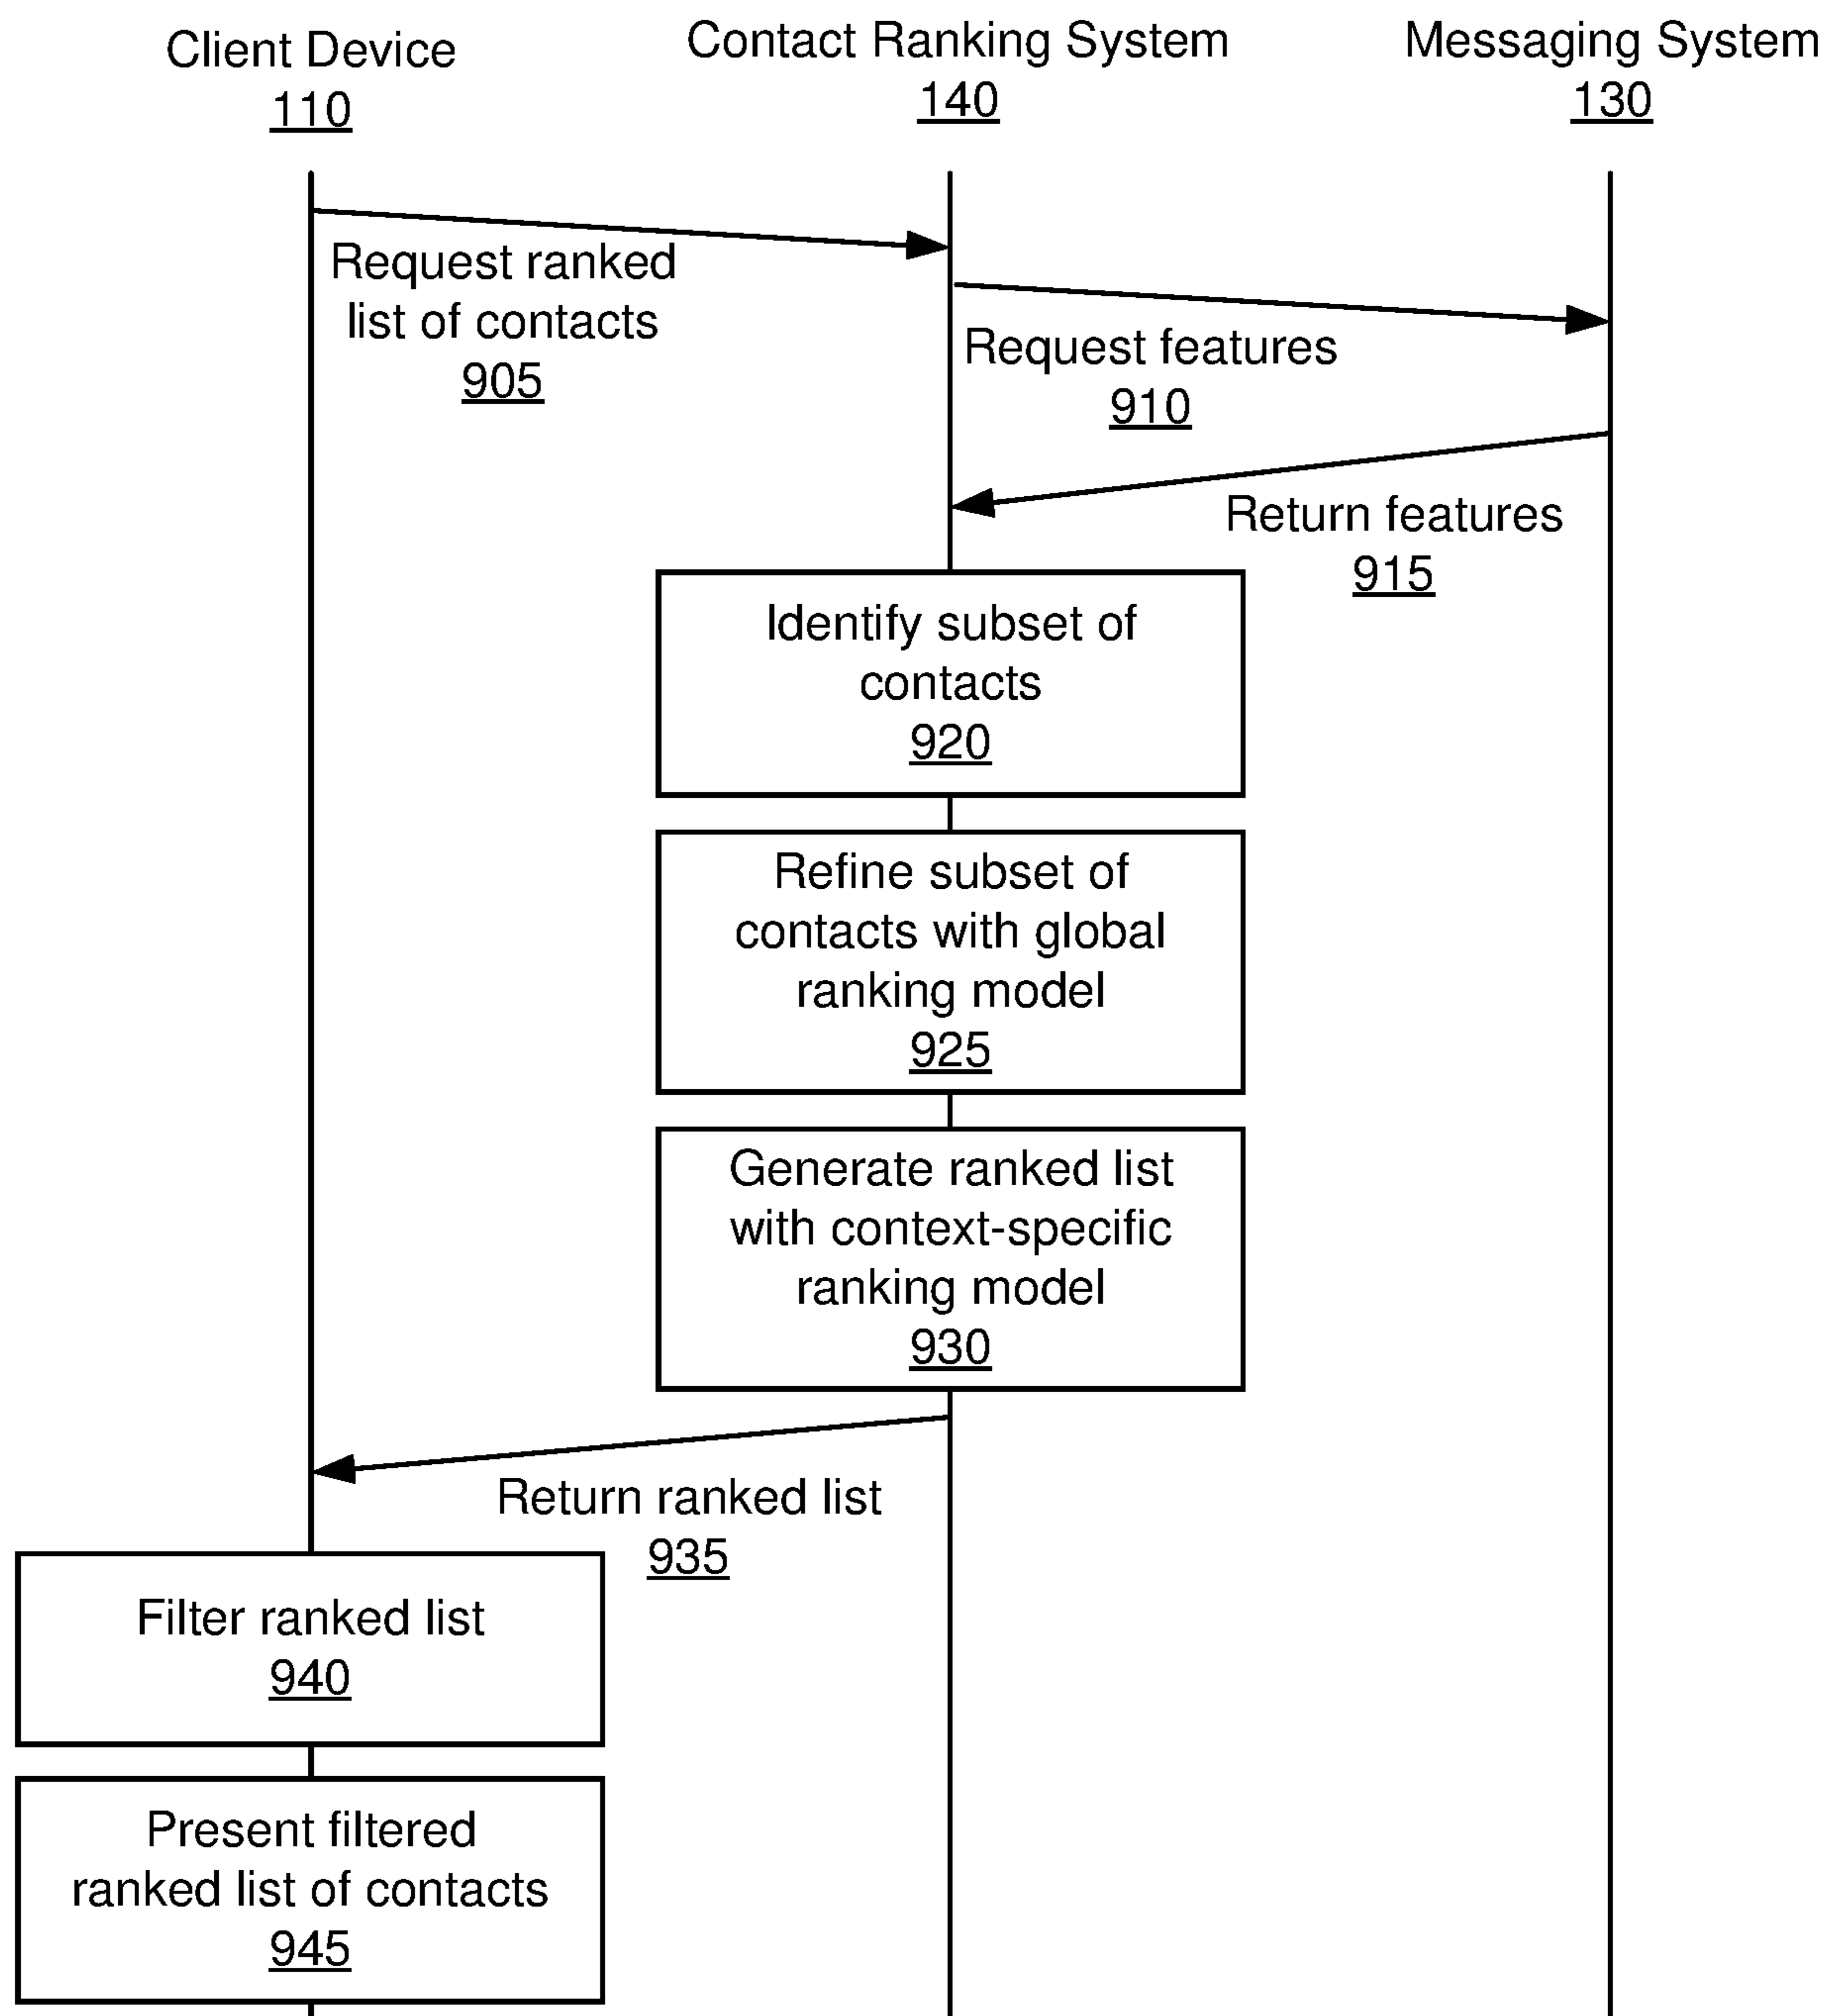 Client Device
110
Contact Ranking System
140
Messaging System
130
Request ranked
list of contacts
905
Request features
910
Return features
915
Identify subset of
contacts
920
Refine subset of
contacts with global
ranking model
925
Generate ranked list
with context-specific
ranking model
930
Return ranked list
935
Filter ranked list
940
Present filtered
ranked list of contacts
945